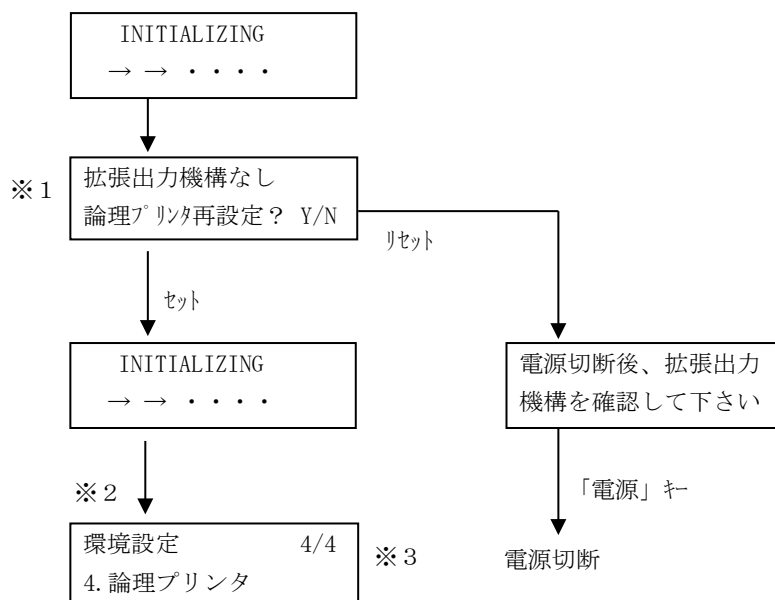 INITIALIZING
→ → ・・・・
※1
拡張出力機構なし
論理ﾌﾟﾘﾝﾀ再設定? Y/N
ﾘｾｯﾄ
ｾｯﾄ
INITIALIZING
→ → ・・・・
電源切断後、拡張出力
機構を確認して下さい
※2
「電源」ｷｰ
環境設定 4/4
4.論理プリンタ
※3
電源切断